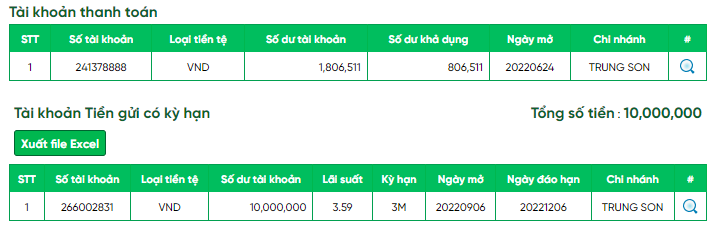 Tài khoản thanh toán
STT Số tài khoản Loại tiền tệ Số dư tài khoản Số dư khả dụng Ngày mở Chi nhánh #
1 241378888 VND 1,806,511 806,511 20220624 TRUNG SON
Tài khoản Tiền gửi có kỳ hạn Tổng số tiền : 10,000,000
Xuất file Excel
STT Số tài khoản Loại tiền tệ Số dư tài khoản Lãi suất Kỳ hạn Ngày mở Ngày đáo hạn Chi nhánh #
1 266002831 VND 10,000,000 3.59 3M 20220906 20221206 TRUNG SON